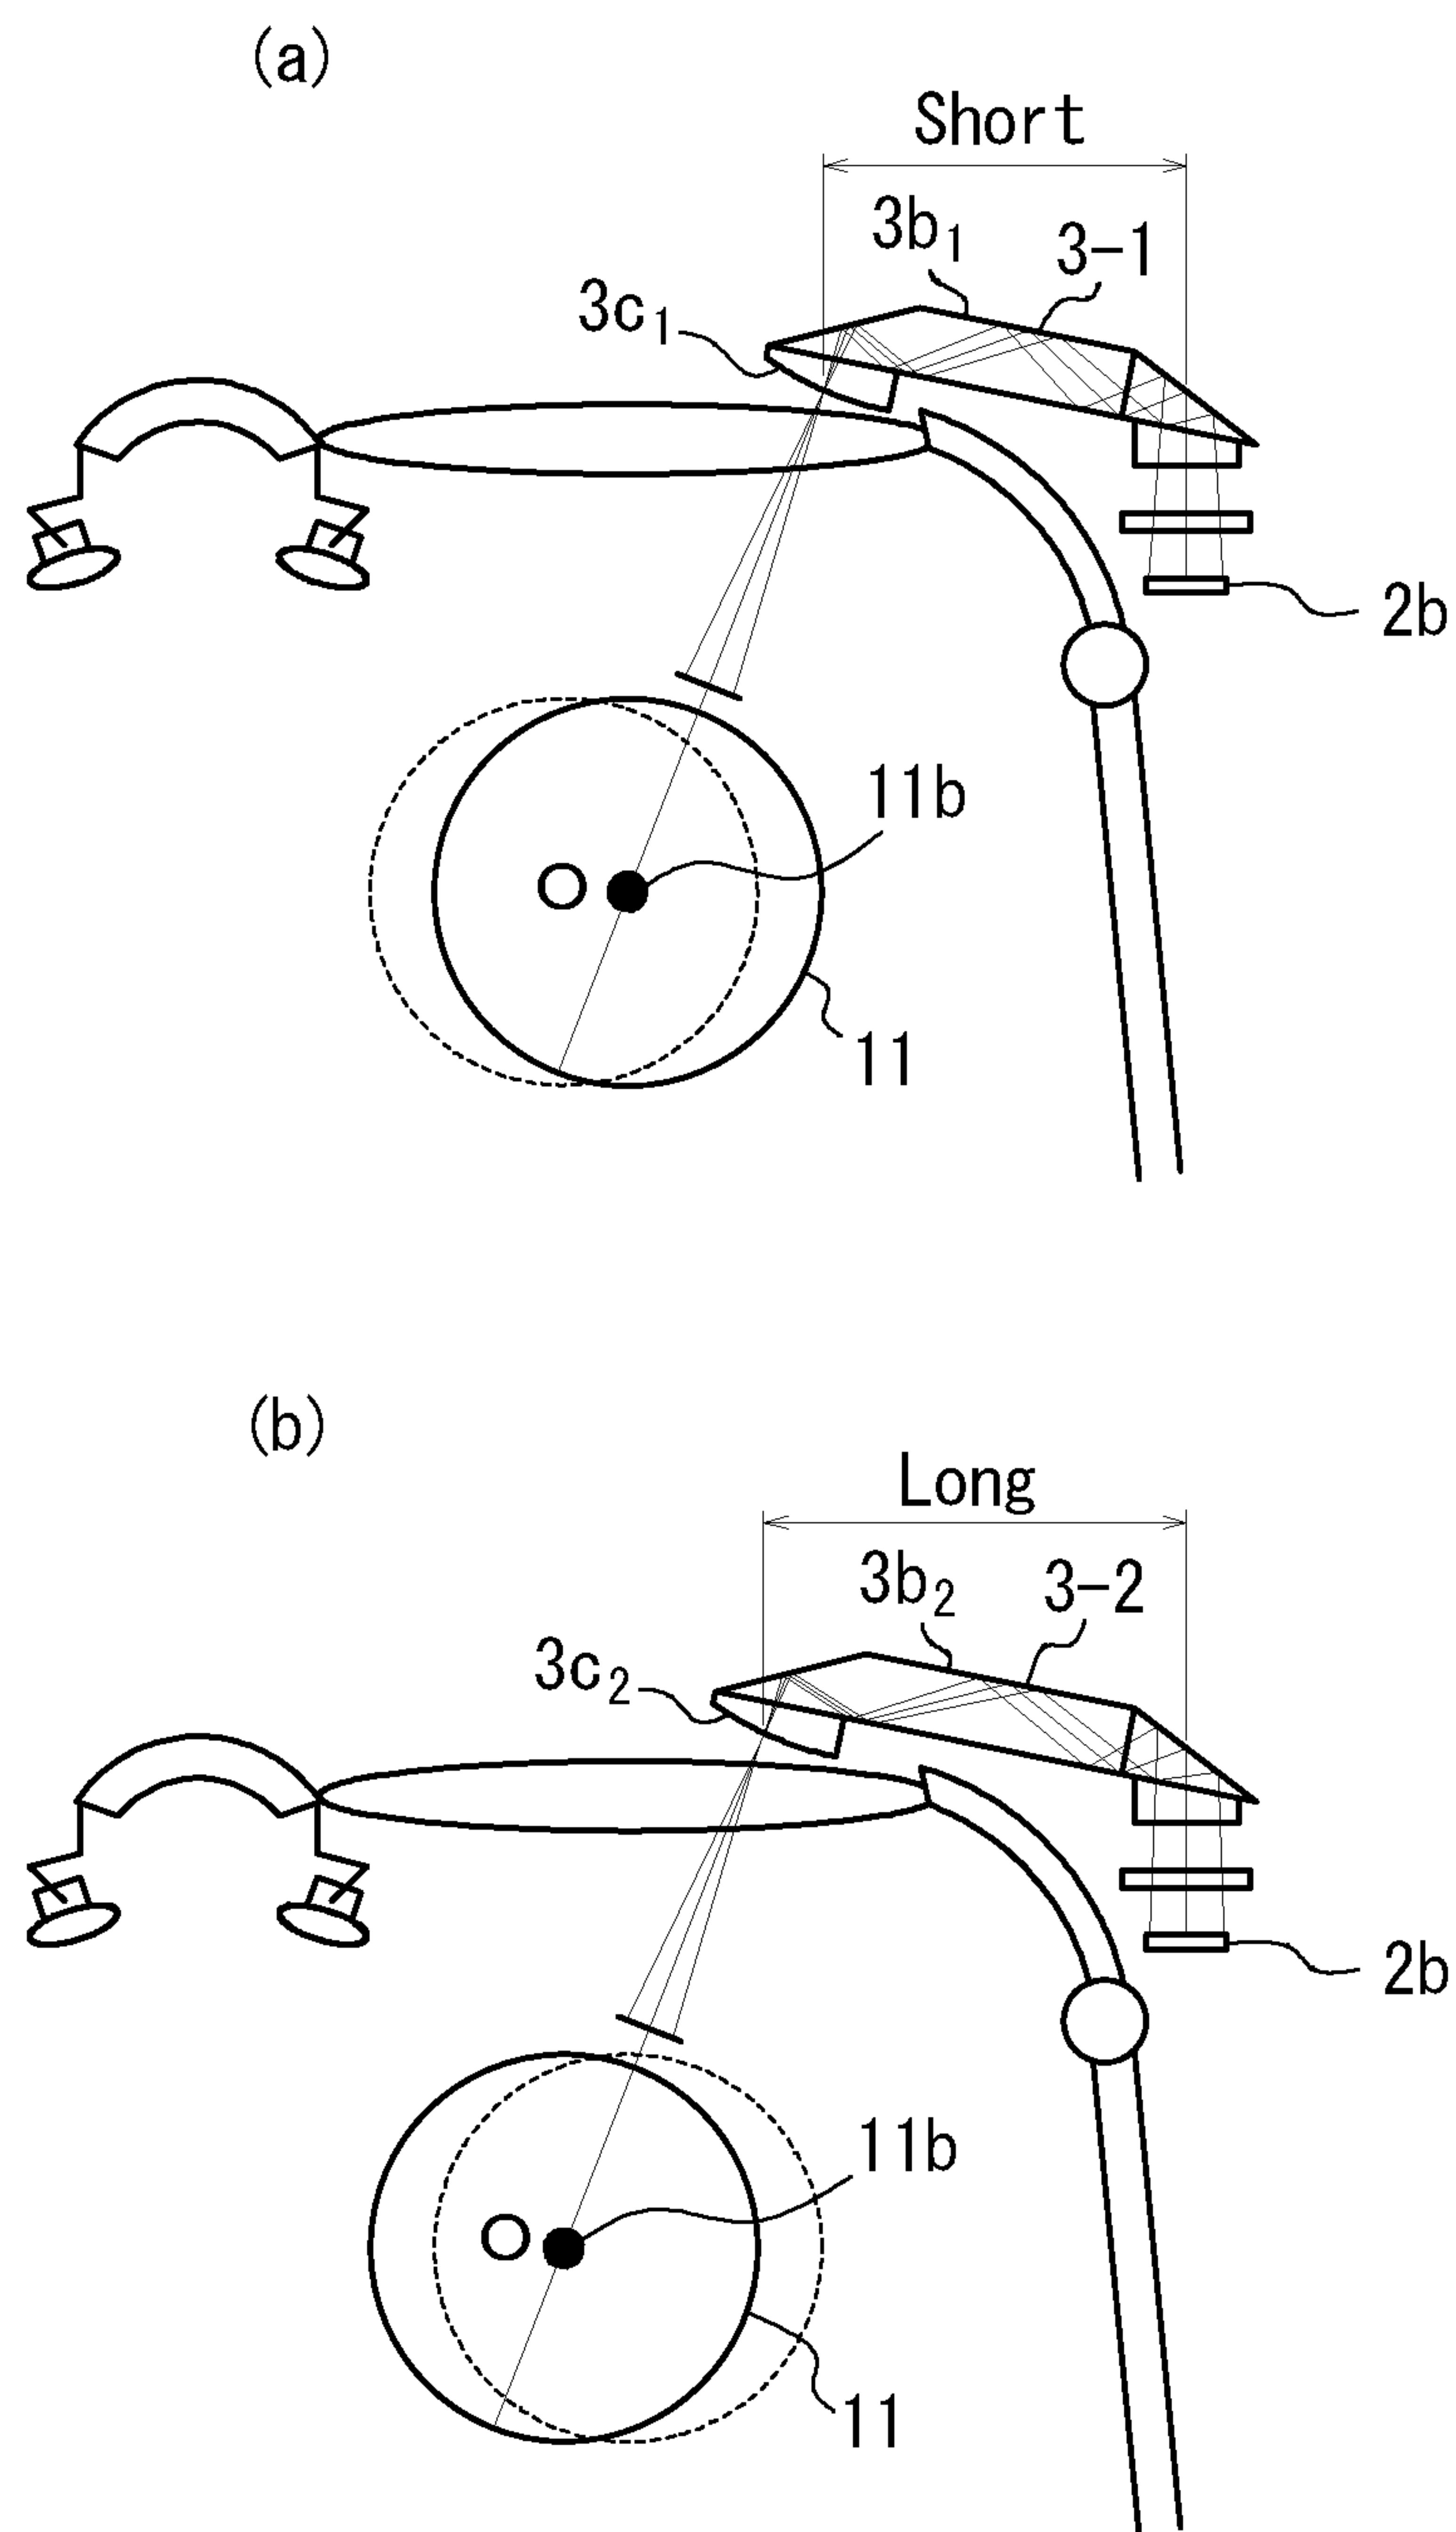 (a)
Short
3b₁
3-1
3c₁
2b
11b
11
(b)
Long
3b₂
3-2
3c₂
2b
11b
11